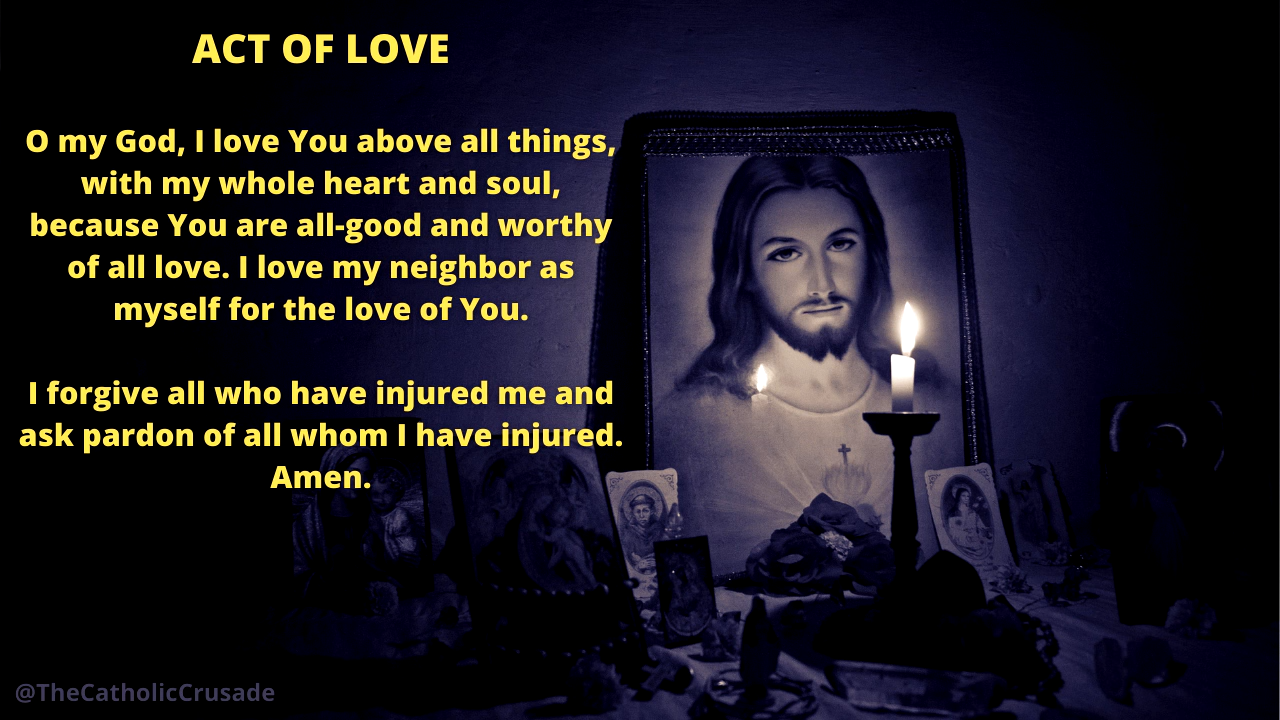 ACT OF LOVE
O my God, I love You above all things,
with my whole heart and soul,
because You are all-good and worthy
of all love. I love my neighbor as
myself for the love of You.
I forgive all who have injured me and
ask pardon of all whom I have injured.
Amen.
@TheCatholicCrusade